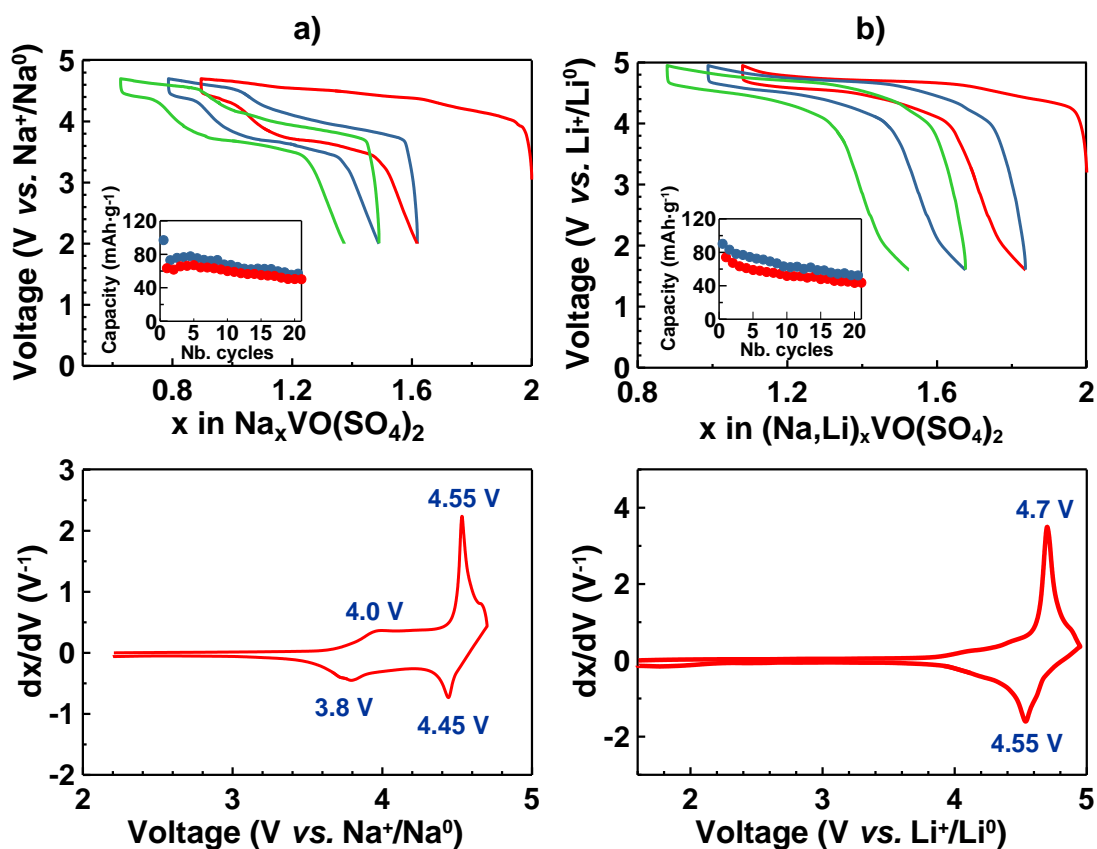 a)
b)
Voltage (V vs. Na⁺/Na⁰)
5
4
3
2
1
0
Capacity (mAh·g⁻¹)
120
80
40
0
0 5 10 15 20
Nb. cycles
0.8 1.2 1.6 2
x in NaₓVO(SO₄)₂
Voltage (V vs. Li⁺/Li⁰)
5
4
3
2
1
0
Capacity (mAh·g⁻¹)
120
80
40
0
0 5 10 15 20
Nb. cycles
0.8 1.2 1.6 2
x in (Na,Li)ₓVO(SO₄)₂
dx/dV (V⁻¹)
3
2
1
0
-1
-2
4.55 V
4.0 V
3.8 V
4.45 V
2 3 4 5
Voltage (V vs. Na⁺/Na⁰)
dx/dV (V⁻¹)
4
2
0
-2
4.7 V
4.55 V
2 3 4 5
Voltage (V vs. Li⁺/Li⁰)